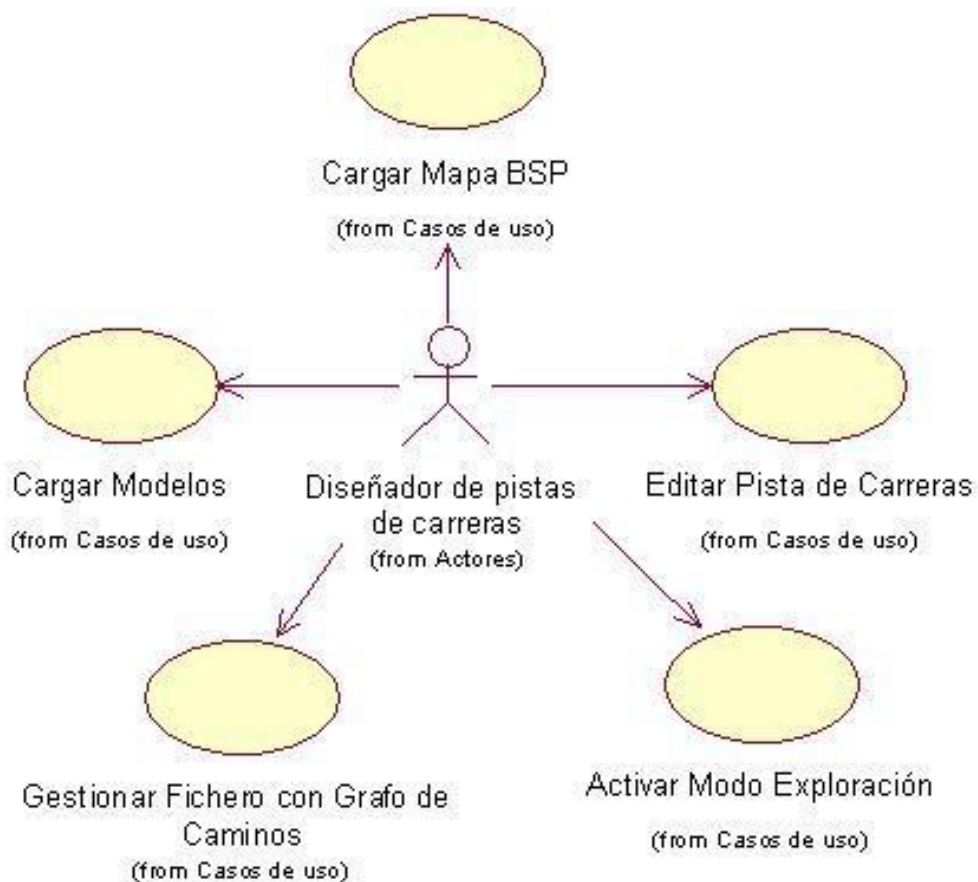 Cargar Mapa BSP
(from Casos de uso)
Cargar Modelos
(from Casos de uso)
Diseñador de pistas
de carreras
(from Actores)
Editar Pista de Carreras
(from Casos de uso)
Gestionar Fichero con Grafo de
Caminos
(from Casos de uso)
Activar Modo Exploración
(from Casos de uso)